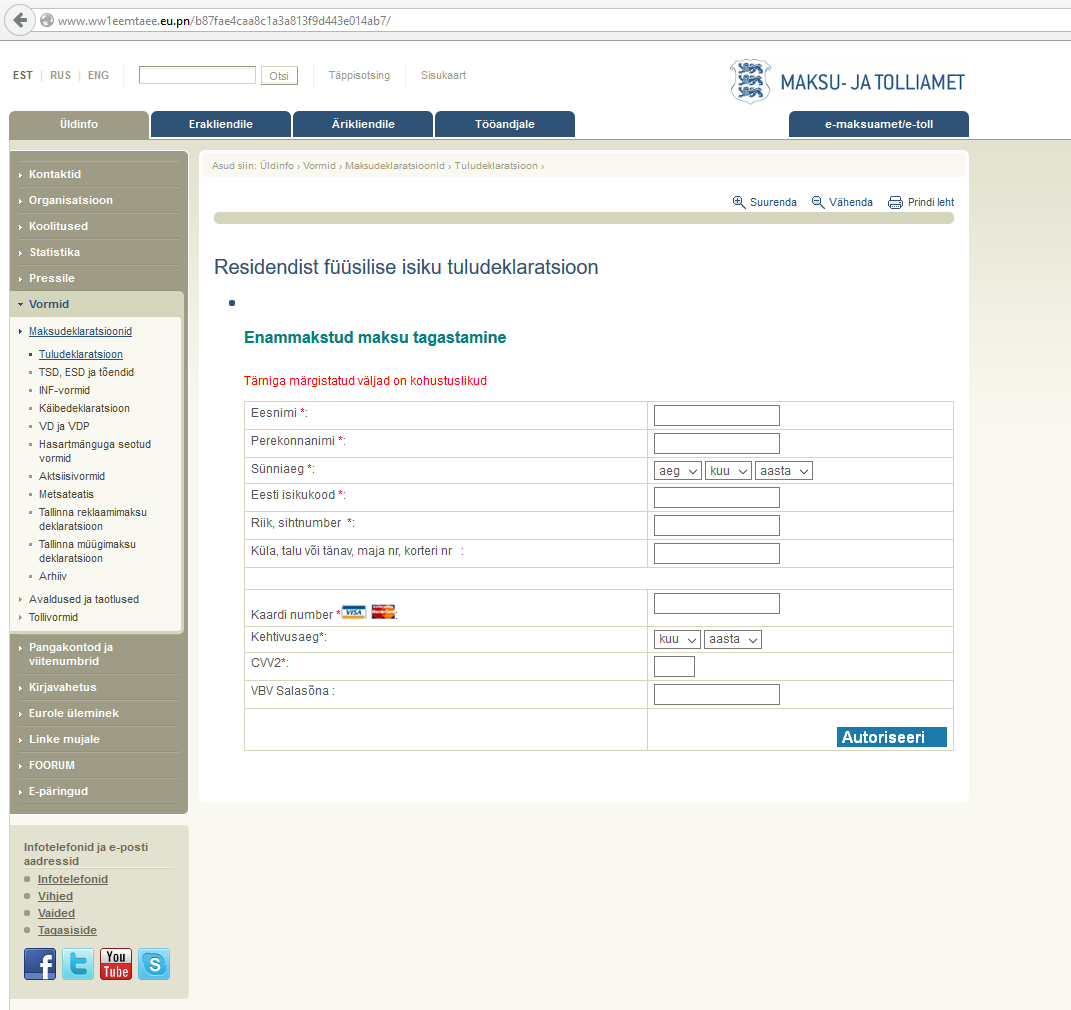 www.ww1eemtaee.eu.pn/b87fae4caa8c1a3a813f9d443e014ab7/
EST | RUS | ENG
Otsi
Täppisotsing
Sisukaart
MAKSU- JA TOLLIAMET
Üldinfo
Erakliendile
Ärikliendile
Tööandjale
e-maksuamet/e-toll
Kontaktid
Organisatsioon
Koolitused
Statistika
Pressile
Vormid
Maksudeklaratsioonid
Tuludeklaratsioon
TSD, ESD ja tõendid
INF-vormid
Käibedeklaratsioon
VD ja VDP
Hasartmänguga seotud
vormid
Aktsiisivormid
Metsateatis
Tallinna reklaamimaksu
deklaratsioon
Tallinna müügimaksu
deklaratsioon
Arhiiv
Avaldused ja taotlused
Tollivormid
Pangakontod ja
viitenumbrid
Kirjavahetus
Eurole üleminek
Linke mujale
FOORUM
E-päringud
Infotelefonid ja e-posti
aadressid
Infotelefonid
Vihjed
Vaided
Tagasiside
You
Tube
Asud siin: Üldinfo › Vormid › Maksudeklaratsioonid › Tuludeklaratsioon ›
Suurenda
Vähenda
Prindi leht
Residendist füüsilise isiku tuludeklaratsioon
Enammakstud maksu tagastamine
Tärniga märgistatud väljad on kohustuslikud
Eesnimi *:
Perekonnanimi *:
Sünniaeg *: aeg kuu aasta
Eesti isikukood *:
Riik, sihtnumber *:
Küla, talu või tänav, maja nr, korteri nr :
Kaardi number * VISA MasterCard :
Kehtivusaeg*: kuu aasta
CVV2*:
VBV Salasõna :
Autoriseeri